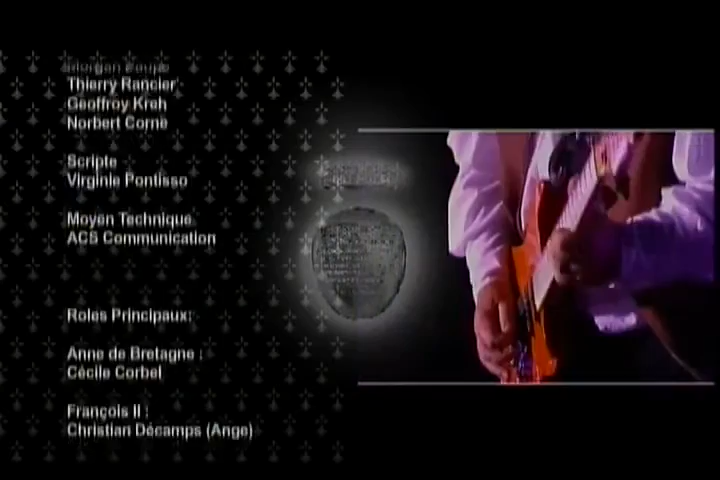 Thierry Rancier
Geoffroy Kreh
Norbert Corne
Scripte
Virginie Pontisso
Moyen Technique
ACS Communication
Roles Principaux:
Anne de Bretagne :
Cécile Corbel
François II :
Christian Décamps (Ange)